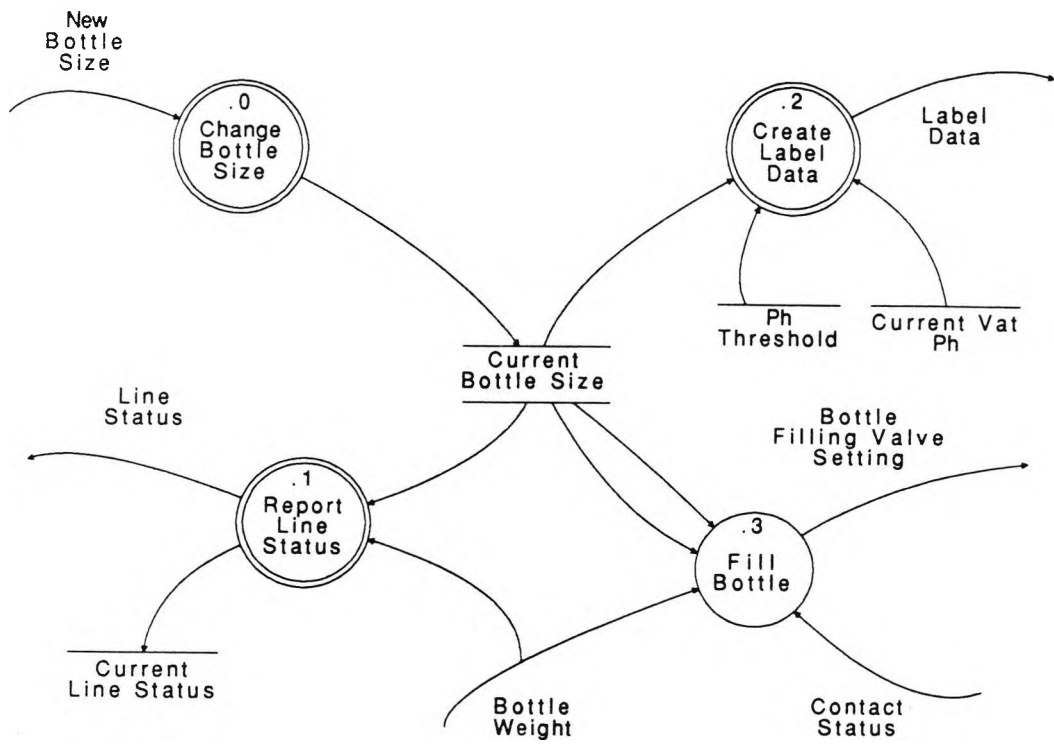 New
Bottle
Size
.0
Change
Bottle
Size
.2
Create
Label
Data
Label
Data
Ph
Threshold
Current Vat
Ph
Current
Bottle Size
Line
Status
.1
Report
Line
Status
Bottle
Filling Valve
Setting
.3
Fill
Bottle
Current
Line Status
Bottle
Weight
Contact
Status